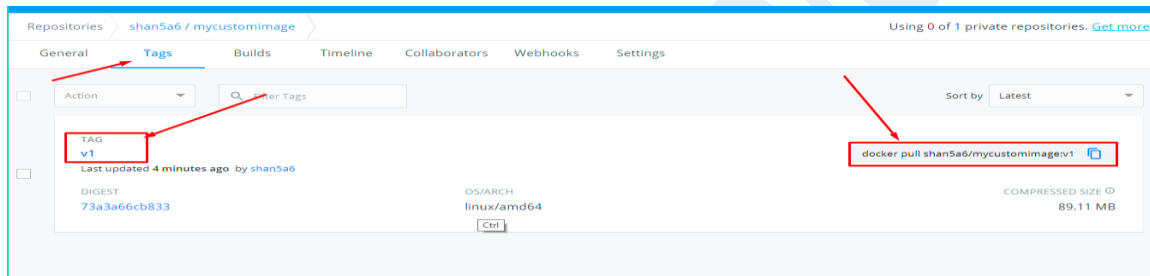 Repositories shan5a6 / mycustomimage Using 0 of 1 private repositories. Get more
General Tags Builds Timeline Collaborators Webhooks Settings
Action Filter Tags Sort by Latest
TAG
v1 docker pull shan5a6/mycustomimage:v1
Last updated 4 minutes ago by shan5a6
DIGEST OS/ARCH COMPRESSED SIZE
73a3a66cb833 linux/amd64 89.11 MB
Ctrl